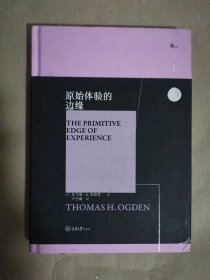 原始体验的
边缘
THE PRIMITIVE
EDGE OF
EXPERIENCE
THOMAS H. OGDEN